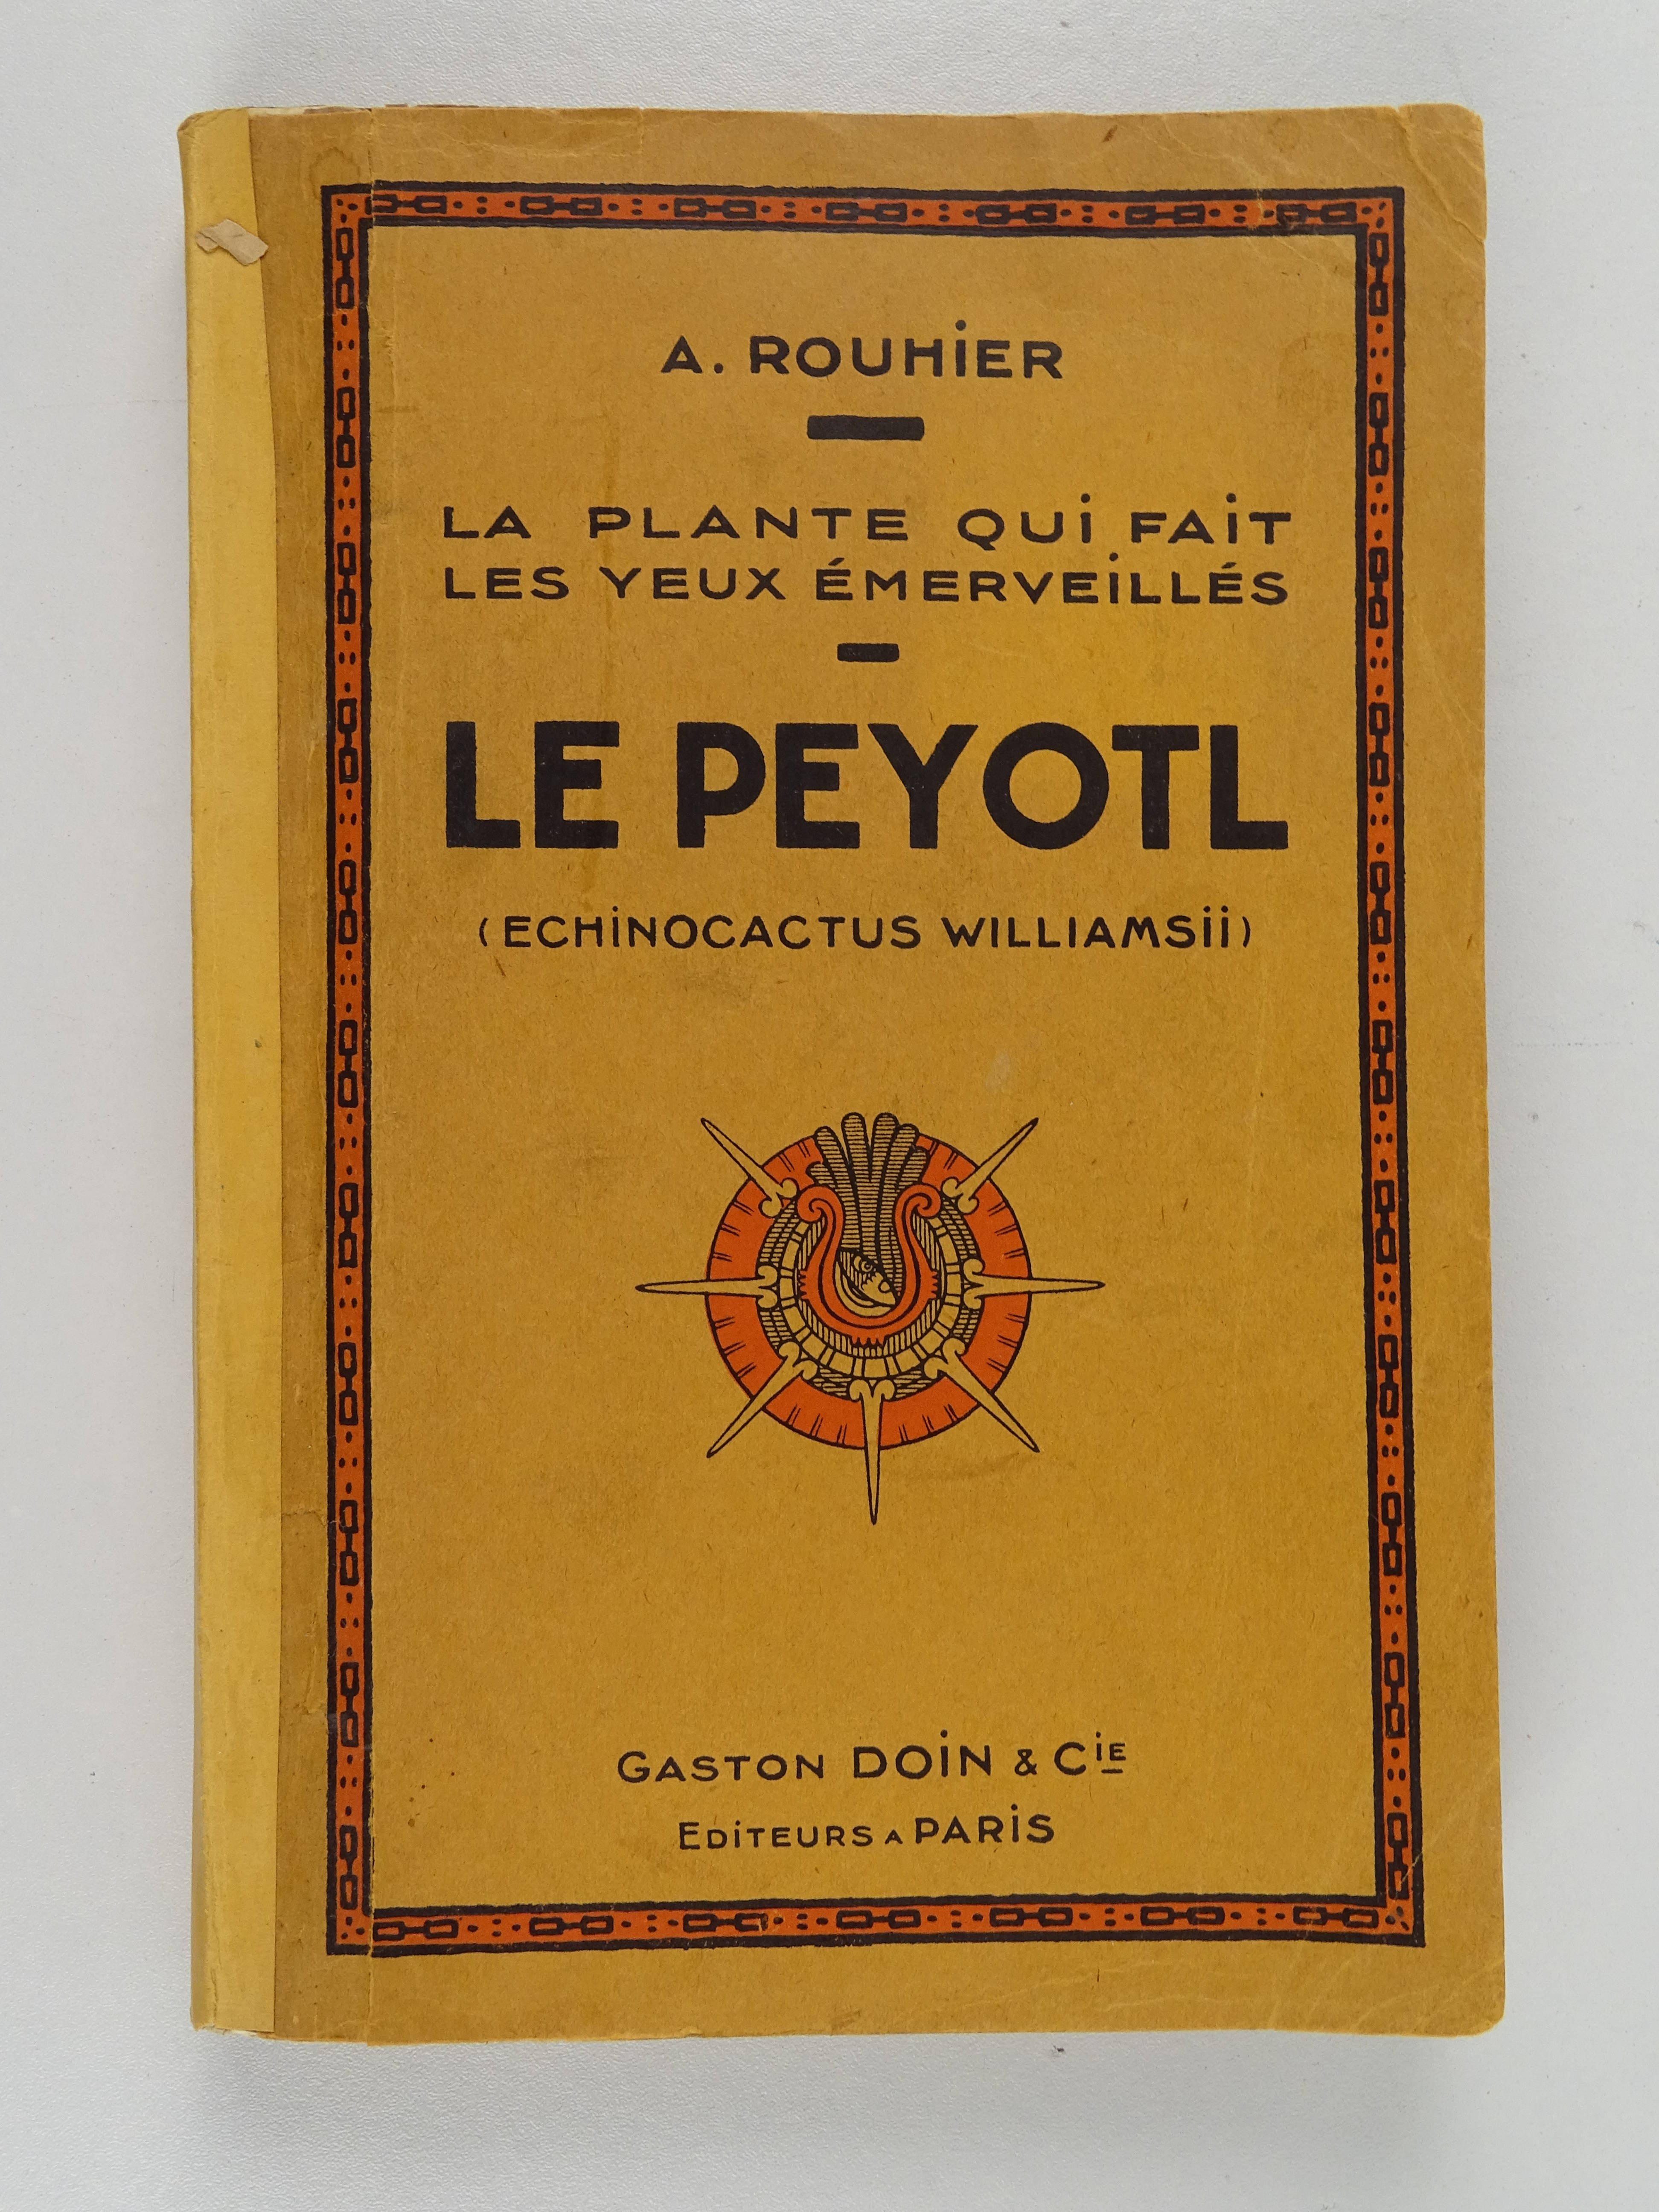 A. ROUHiER
LA PLANTE QUi FAiT
LES YEUX ÉMERVEiLLÉS
LE PEYOTL
(ECHiNOCACTUS WILLIAMSii)
GASTON DOiN & CiE
EDiTEURS A PARiS